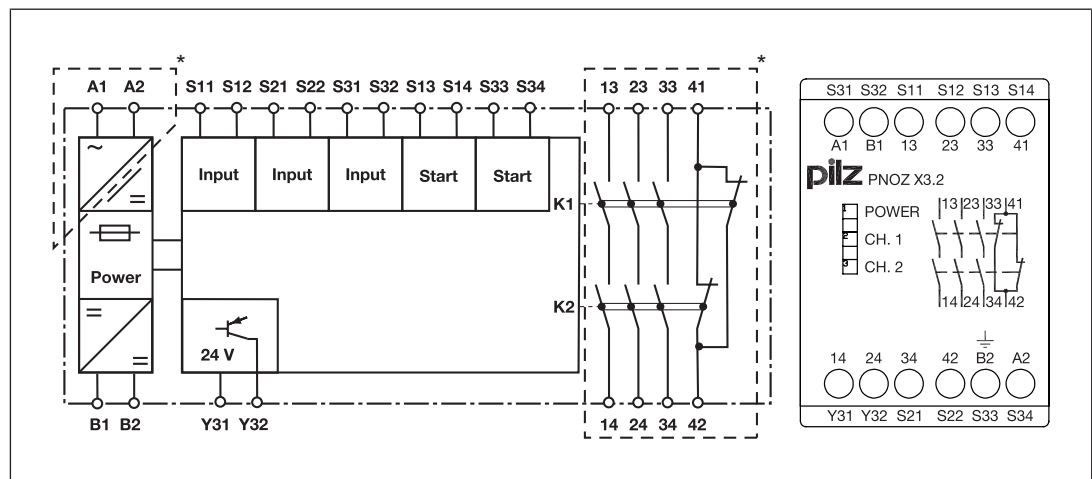 * *
A1 A2 S11 S12 S21 S22 S31 S32 S13 S14 S33 S34 13 23 33 41
~
=
Input Input Input Start Start
K1
Power
K2
=
=
24 V
B1 B2 Y31 Y32 14 24 34 42
S31 S32 S11 S12 S13 S14
A1 B1 13 23 33 41
pilz PNOZ X3.2
13 23 33 41
1 POWER
2 CH. 1
3 CH. 2
14 24 34 42
14 24 34 42 B2 A2
Y31 Y32 S21 S22 S33 S34